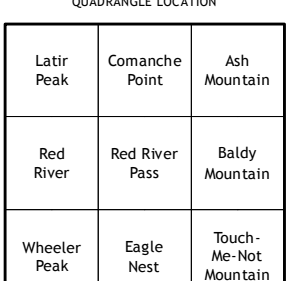 QUADRANGLE LOCATION
Latir
Peak
Comanche
Point
Ash
Mountain
Red
River
Red River
Pass
Baldy
Mountain
Wheeler
Peak
Eagle
Nest
Touch-
Me-Not
Mountain